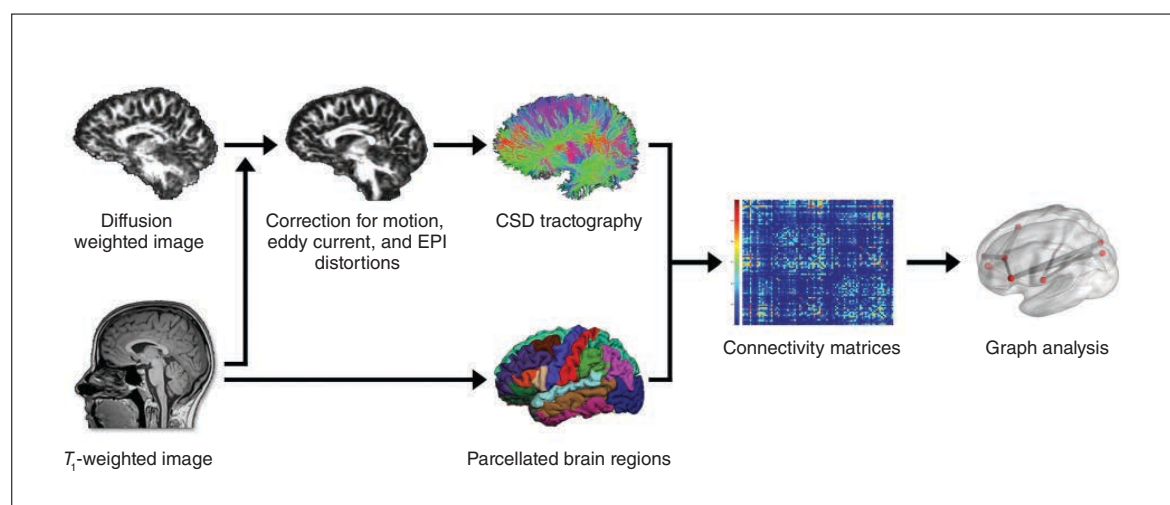 Diffusion
weighted image
Correction for motion,
eddy current, and EPI
distortions
CSD tractography
T1-weighted image
Parcellated brain regions
Connectivity matrices
Graph analysis